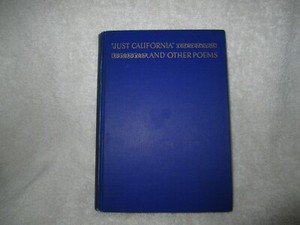 "JUST CALIFORNIA"
AND OTHER POEMS